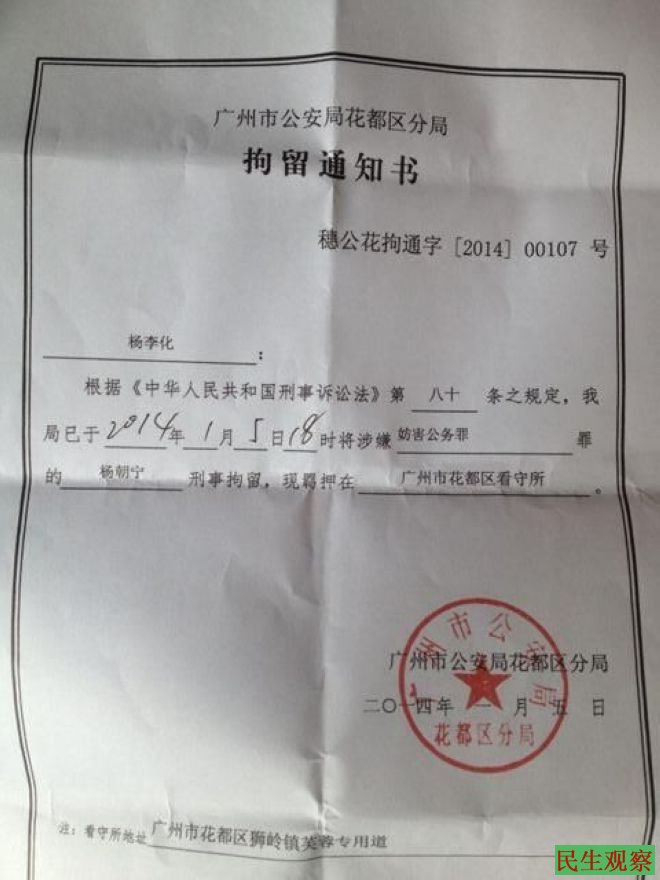 广州市公安局花都区分局
拘留通知书
穗公花拘通字［2014］00107 号
杨李化：
根据《中华人民共和国刑事诉讼法》第 八十 条之规定，我
局已于 2014 年 1 月 5 日 18 时将涉嫌 妨害公务罪 罪
的 杨朝宁 刑事拘留，现羁押在 广州市花都区看守所 。
广州市公安局
花都区分局
广州市公安局花都区分局
二〇一四年 一 月 五 日
注：看守所地址 广州市花都区狮岭镇芙蓉专用道
民生观察